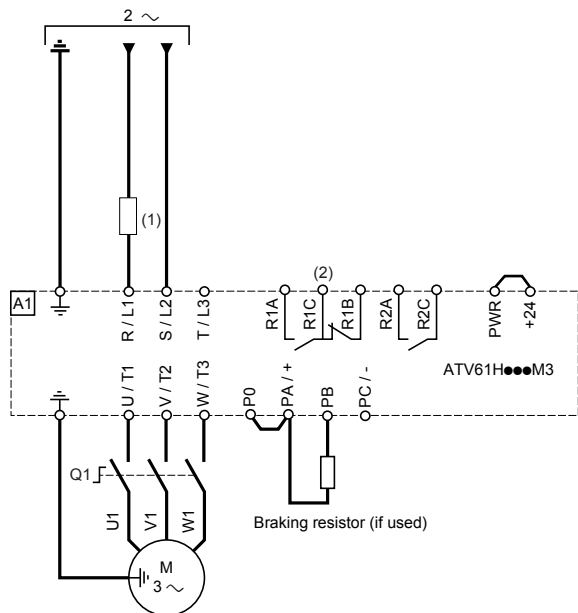 2 ~
(1)
(2)
A1
R / L1
S / L2
T / L3
R1A
R1C
R1B
R2A
R2C
PWR
+24
ATV61H●●●M3
U / T1
V / T2
W / T3
P0
PA / +
PB
PC / -
Q1
U1
V1
W1
Braking resistor (if used)
M
3 ~